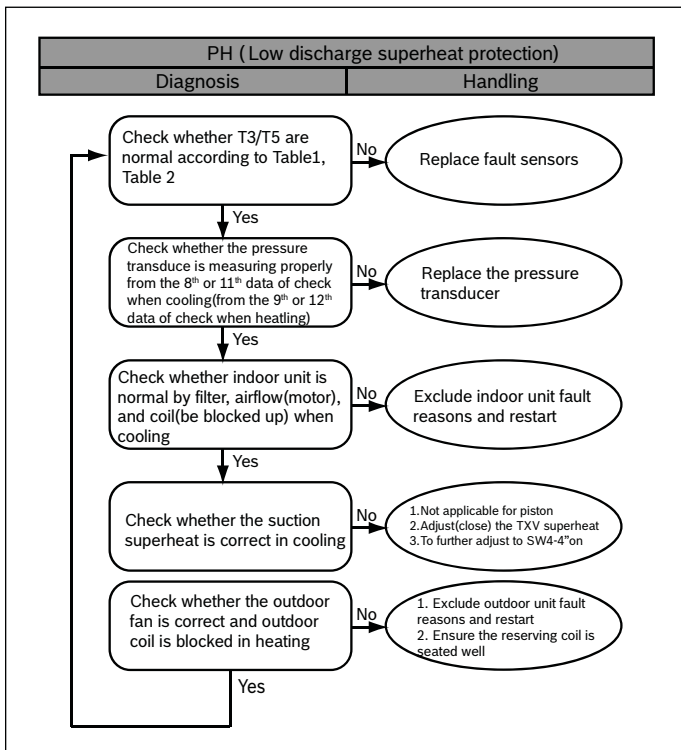 PH ( Low discharge superheat protection)
Diagnosis
Handling
Check whether T3/T5 are
normal according to Table1,
Table 2
No
Replace fault sensors
Yes
Check whether the pressure
transduce is measuring properly
from the 8th or 11th data of check
when cooling(from the 9th or 12th
data of check when heatling)
No
Replace the pressure
transducer
Yes
Check whether indoor unit is
normal by filter, airflow(motor),
and coil(be blocked up) when
cooling
No
Exclude indoor unit fault
reasons and restart
Yes
Check whether the suction
superheat is correct in cooling
No
1.Not applicable for piston
2.Adjust(close) the TXV superheat
3.To further adjust to SW4-4”on
Check whether the outdoor
fan is correct and outdoor
coil is blocked in heating
No
1. Exclude outdoor unit fault
reasons and restart
2. Ensure the reserving coil is
seated well
Yes